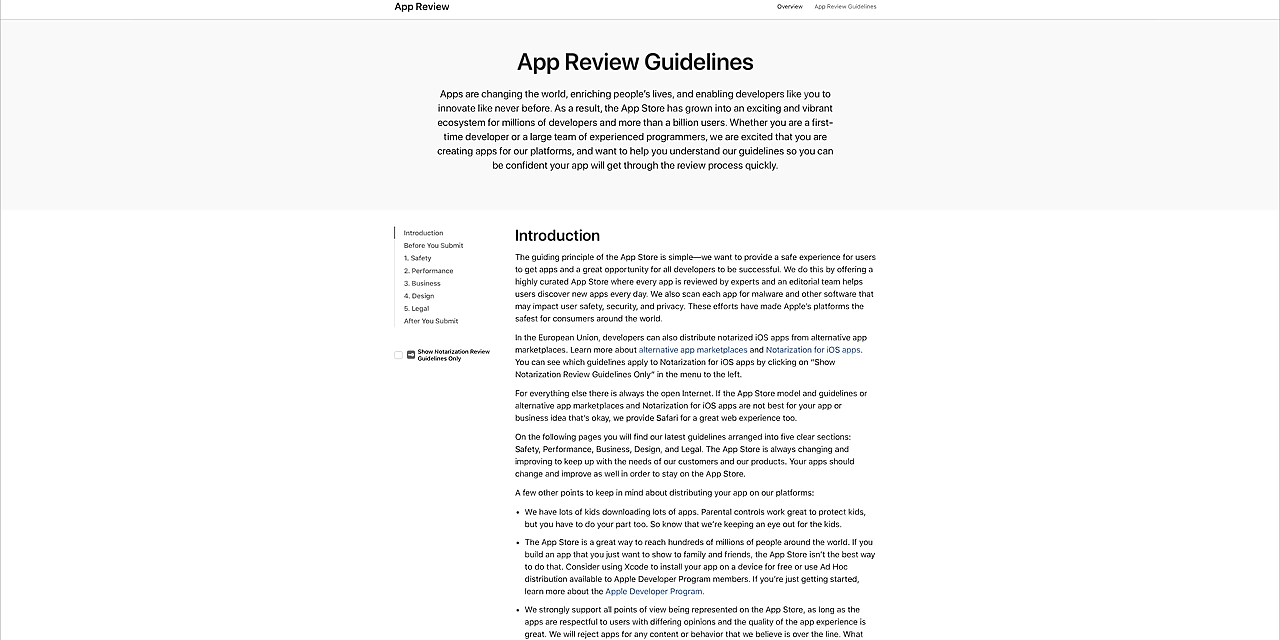 App Review
Overview
App Review Guidelines
App Review Guidelines
Apps are changing the world, enriching people's lives, and enabling developers like you to
innovate like never before. As a result, the App Store has grown into an exciting and vibrant
ecosystem for millions of developers and more than a billion users. Whether you are a first-
time developer or a large team of experienced programmers, we are excited that you are
creating apps for our platforms, and want to help you understand our guidelines so you can
be confident your app will get through the review process quickly.
Introduction
Before You Submit
1. Safety
2. Performance
3. Business
4. Design
5. Legal
After You Submit
Show Notarization Review
Guidelines Only
Introduction
The guiding principle of the App Store is simple—we want to provide a safe experience for users
to get apps and a great opportunity for all developers to be successful. We do this by offering a
highly curated App Store where every app is reviewed by experts and an editorial team helps
users discover new apps every day. We also scan each app for malware and other software that
may impact user safety, security, and privacy. These efforts have made Apple's platforms the
safest for consumers around the world.
In the European Union, developers can also distribute notarized iOS apps from alternative app
marketplaces. Learn more about alternative app marketplaces and Notarization for iOS apps.
You can see which guidelines apply to Notarization for iOS apps by clicking on "Show
Notarization Review Guidelines Only" in the menu to the left.
For everything else there is always the open Internet. If the App Store model and guidelines or
alternative app marketplaces and Notarization for iOS apps are not best for your app or
business idea that's okay, we provide Safari for a great web experience too.
On the following pages you will find our latest guidelines arranged into five clear sections:
Safety, Performance, Business, Design, and Legal. The App Store is always changing and
improving to keep up with the needs of our customers and our products. Your apps should
change and improve as well in order to stay on the App Store.
A few other points to keep in mind about distributing your app on our platforms:
• We have lots of kids downloading lots of apps. Parental controls work great to protect kids,
but you have to do your part too. So know that we're keeping an eye out for the kids.
• The App Store is a great way to reach hundreds of millions of people around the world. If you
build an app that you just want to show to family and friends, the App Store isn't the best way
to do that. Consider using Xcode to install your app on a device for free or use Ad Hoc
distribution available to Apple Developer Program members. If you're just getting started,
learn more about the Apple Developer Program.
• We strongly support all points of view being represented on the App Store, as long as the
apps are respectful to users with differing opinions and the quality of the app experience is
great. We will reject apps for any content or behavior that we believe is over the line. What